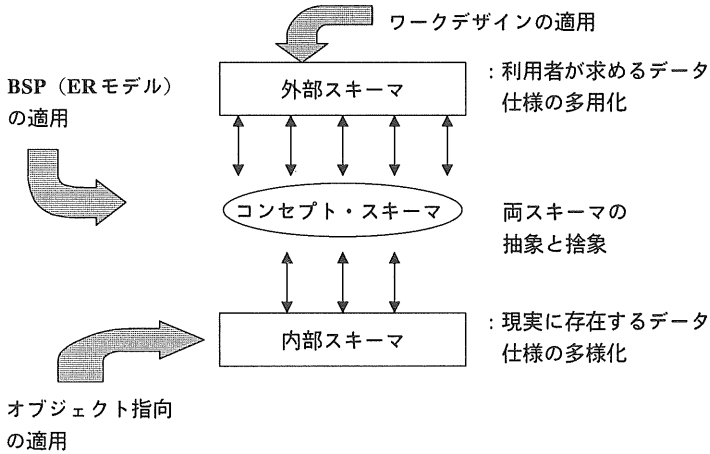 ワークデザインの適用
外部スキーマ
：利用者が求めるデータ
仕様の多用化
BSP（ERモデル）
の適用
コンセプト・スキーマ
両スキーマの
抽象と捨象
内部スキーマ
：現実に存在するデータ
仕様の多様化
オブジェクト指向
の適用